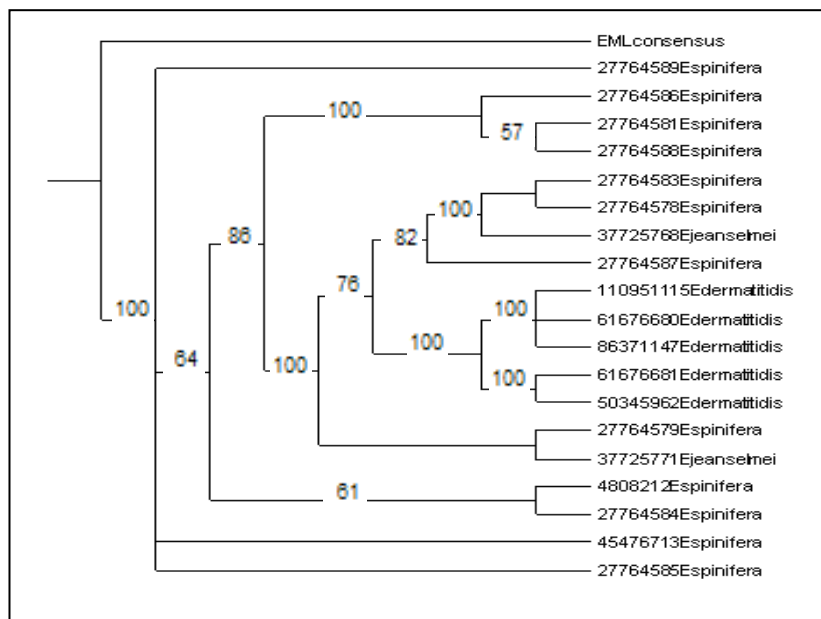 EMLconsensus
27764589Espinifera
27764586Espinifera
100
27764581Espinifera
57
27764588Espinifera
27764583Espinifera
100
27764578Espinifera
86
82
37725768Ejeanselmei
27764587Espinifera
76
110951115Edermatitidis
100
100
61676680Edermatitidis
100
86371147Edermatitidis
64
100
61676681Edermatitidis
100
50345962Edermatitidis
27764579Espinifera
37725771Ejeanselmei
4808212Espinifera
61
27764584Espinifera
45476713Espinifera
27764585Espinifera